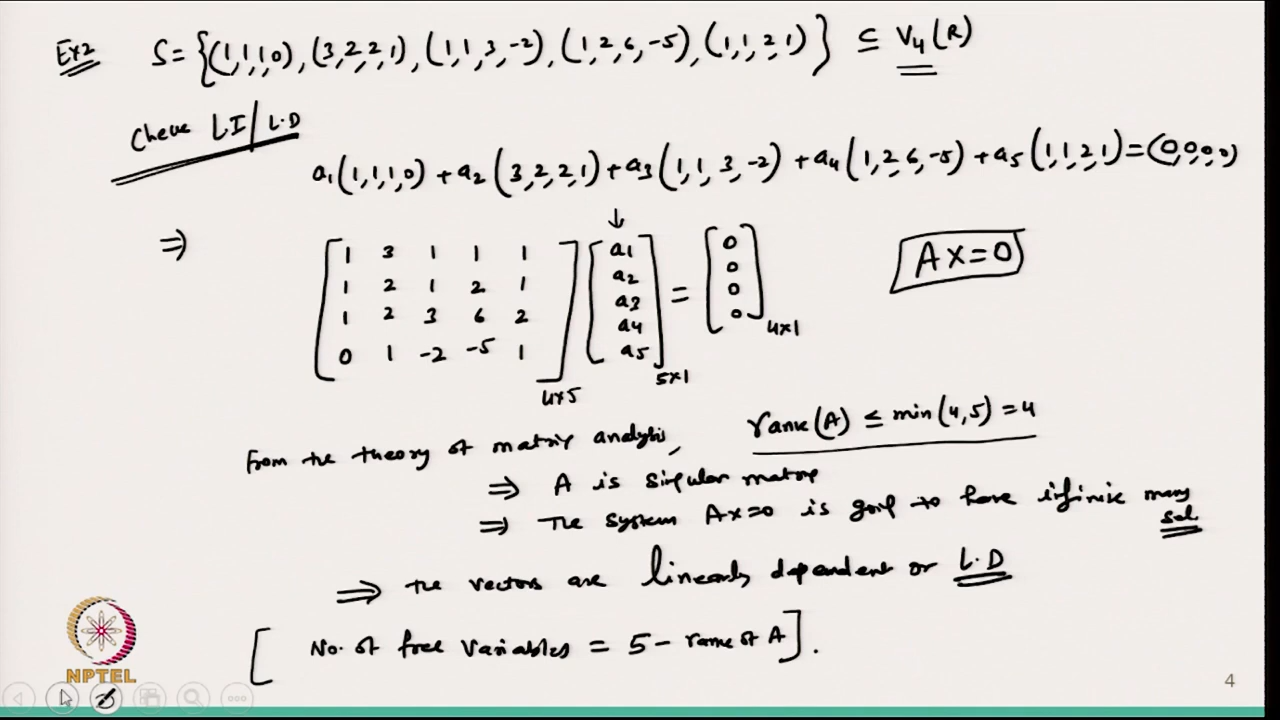 Ex2 S = {(1,1,1,0), (3,2,2,1), (1,1,3,-2), (1,2,6,-5), (1,1,2,1)} ⊆ V4(R)
Check LI/L.D
a1(1,1,1,0) + a2(3,2,2,1) + a3(1,1,3,-2) + a4(1,2,6,-5) + a5(1,1,2,1) = (0,0,0,0)
⇒ [1 3 1 1 1; 1 2 1 2 1; 1 2 3 6 2; 0 1 -2 -5 1]4×5 [a1; a2; a3; a4; a5]5×1 = [0; 0; 0; 0]4×1
AX=0
From the theory of matrix analysis, rank(A) ≤ min(4,5) = 4
⇒ A is singular matrix
⇒ The system AX=0 is going to have infinite many sol.
⇒ the vectors are linearly dependent or L.D
[No. of free variables = 5 - rank of A].
NPTEL
4